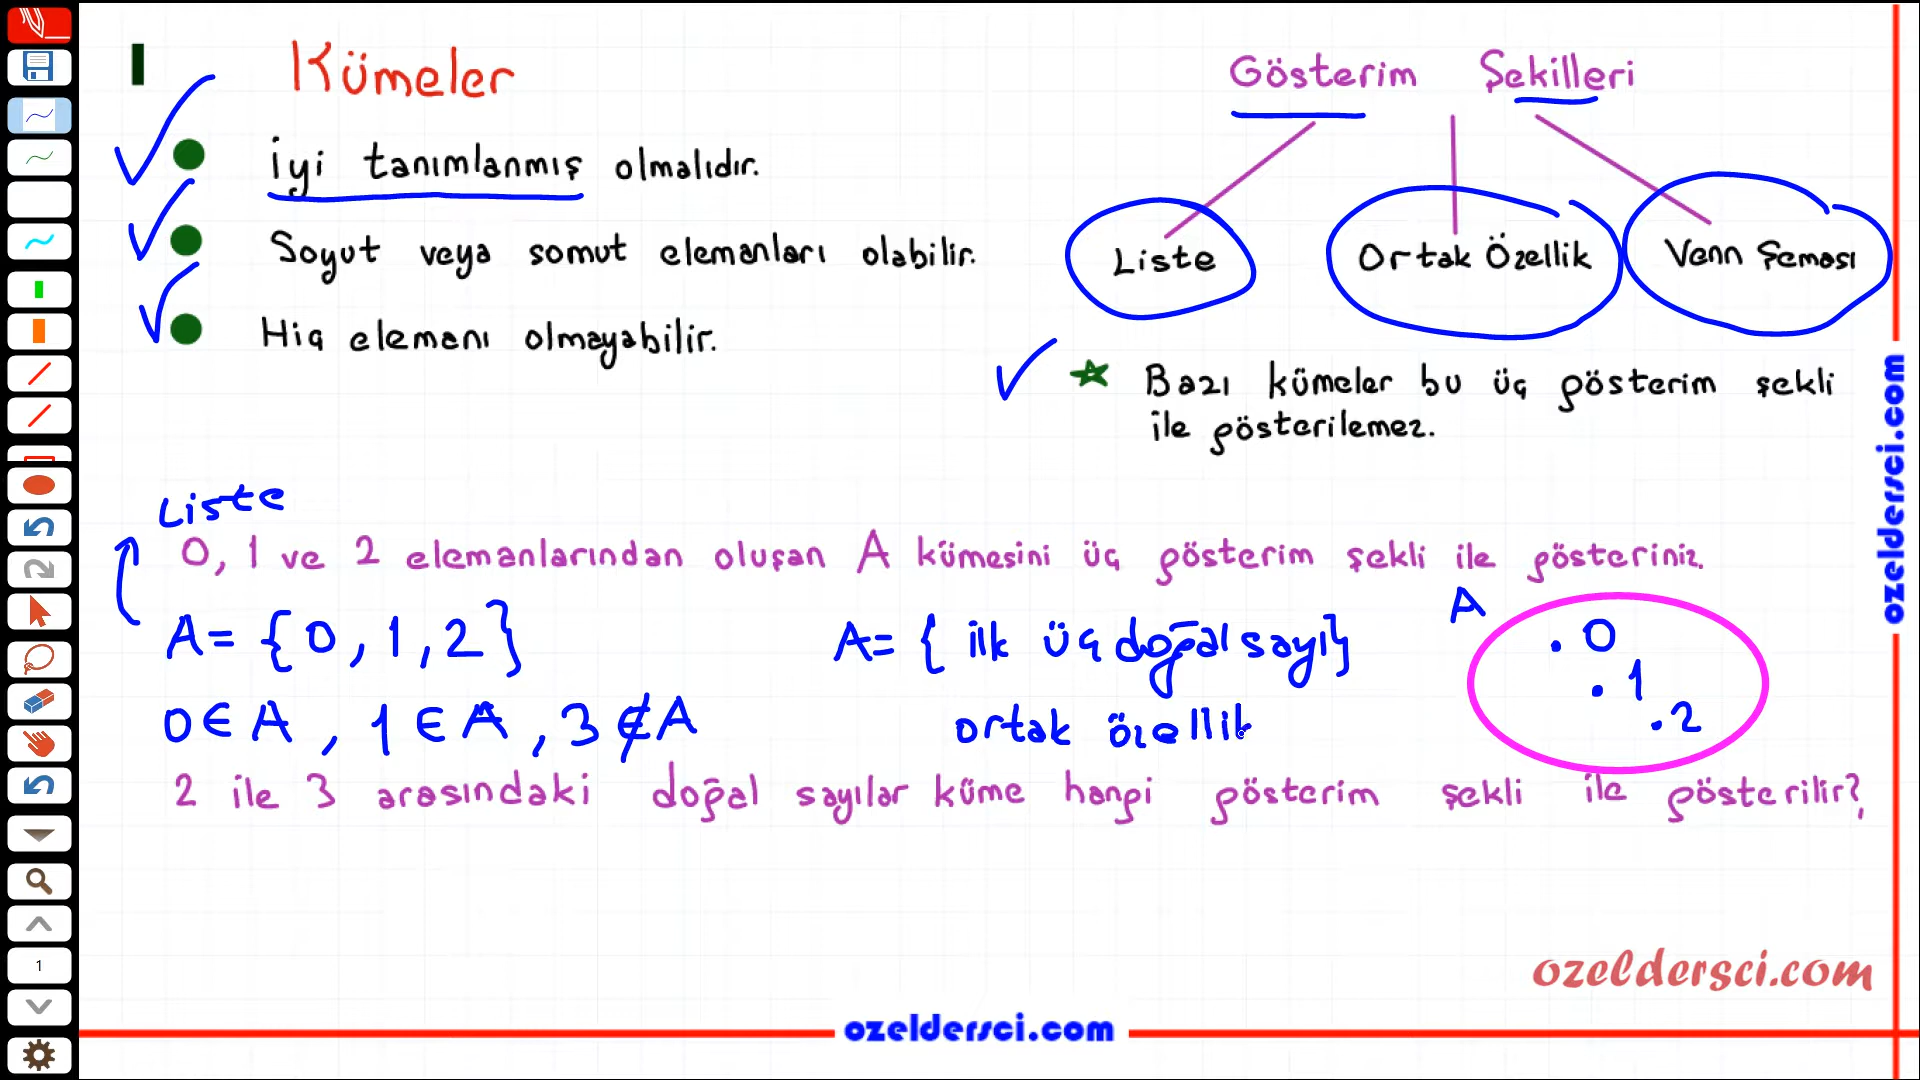 I Kümeler
İyi tanımlanmış olmalıdır.
Soyut veya somut elemanları olabilir.
Hiç elemanı olmayabilir.
Gösterim Şekilleri
Liste
Ortak Özellik
Venn Şeması
Bazı kümeler bu üç gösterim şekli
ile gösterilemez.
Liste
0, 1 ve 2 elemanlarından oluşan A kümesini üç gösterim şekli ile gösteriniz.
A = {0, 1, 2}
A = { ilk üç doğal sayı}
A
. 0
. 1
. 2
0 ∈ A , 1 ∈ A , 3 ∉ A
ortak özellik
2 ile 3 arasındaki doğal sayılar küme hangi gösterim şekli ile gösterilir?
ozeldersci.com
ozeldersci.com
ozeldersci.com
1